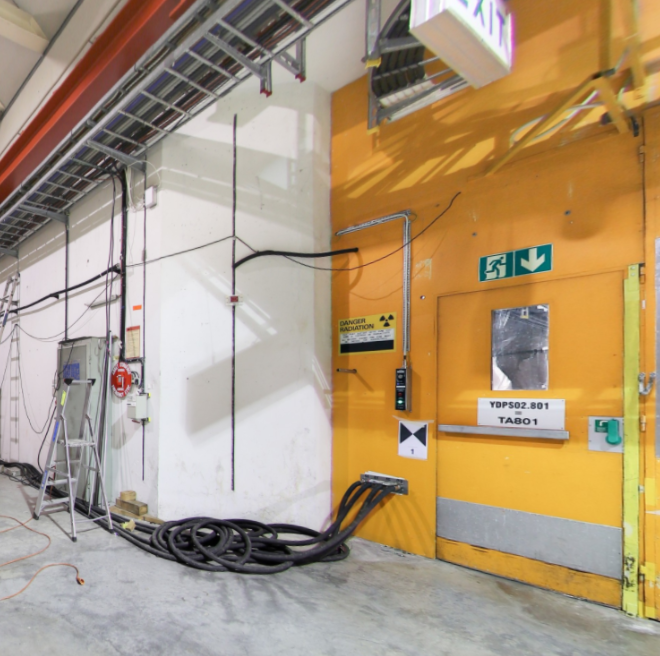 EXIT
DANGER
RADIATION
YDPS02.801
=
TA801
1